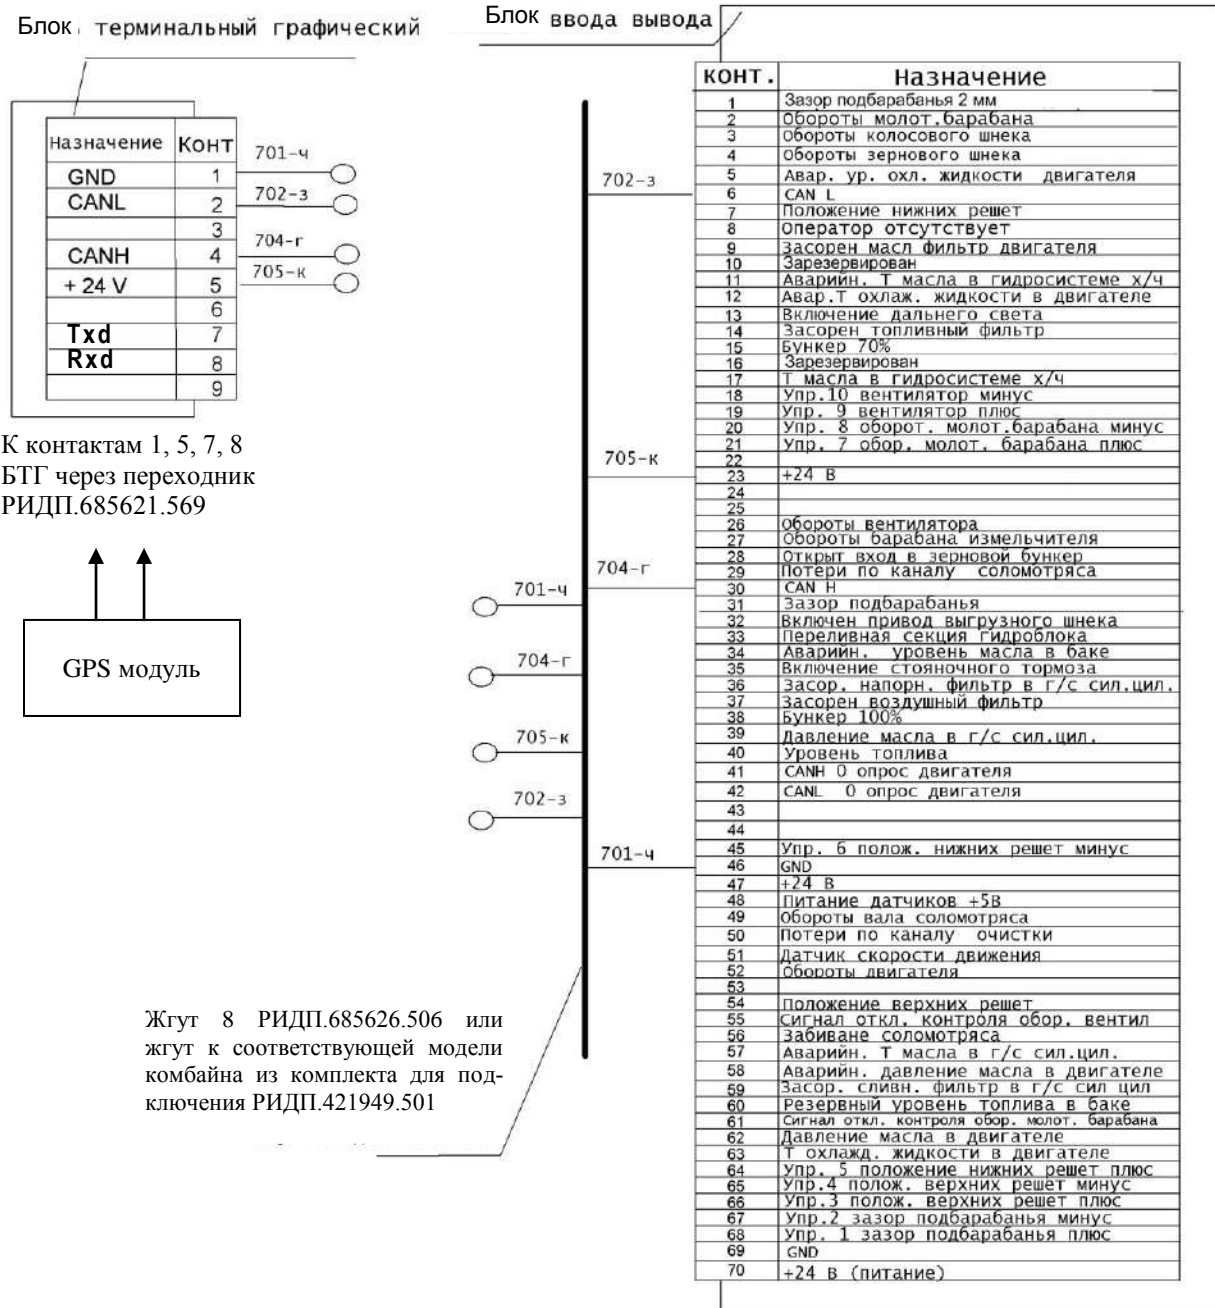 Блок терминальный графический
Назначение Конт
GND 1
CANL 2
3
CANH 4
+ 24 V 5
6
Txd 7
Rxd 8
9
701-ч
702-з
704-г
705-к
К контактам 1, 5, 7, 8
БТГ через переходник
РИДП.685621.569
GPS модуль
Блок ввода вывода
702-з
705-к
704-г
701-ч
701-ч
704-г
705-к
702-з
Жгут 8 РИДП.685626.506 или
жгут к соответствующей модели
комбайна из комплекта для под-
ключения РИДП.421949.501
КОНТ. Назначение
1 Зазор подбарабанья 2 мм
2 Обороты молот.барабана
3 Обороты колосового шнека
4 Обороты зернового шнека
5 Авар. ур. охл. жидкости двигателя
6 CAN L
7 Положение нижних решет
8 Оператор отсутствует
9 Засорен масл фильтр двигателя
10 Зарезервирован
11 Аварийн. Т масла в гидросистеме х/ч
12 Авар.Т охлаж. жидкости в двигателе
13 Включение дальнего света
14 Засорен топливный фильтр
15 Бункер 70%
16 Зарезервирован
17 Т масла в гидросистеме х/ч
18 Упр.10 вентилятор минус
19 Упр. 9 вентилятор плюс
20 Упр. 8 оборот. молот.барабана минус
21 Упр. 7 обор. молот. барабана плюс
22
23 +24 В
24
25
26 Обороты вентилятора
27 Обороты барабана измельчителя
28 Открыт вход в зерновой бункер
29 Потери по каналу соломотряса
30 CAN H
31 Зазор подбарабанья
32 Включен привод выгрузного шнека
33 Переливная секция гидроблока
34 Аварийн. уровень масла в баке
35 Включение стояночного тормоза
36 Засор. напорн. фильтр в г/с сил.цил.
37 Засорен воздушный фильтр
38 Бункер 100%
39 Давление масла в г/с сил.цил.
40 Уровень топлива
41 CANH 0 опрос двигателя
42 CANL 0 опрос двигателя
43
44
45 Упр. 6 полож. нижних решет минус
46 GND
47 +24 В
48 Питание датчиков +5В
49 Обороты вала соломотряса
50 Потери по каналу очистки
51 Датчик скорости движения
52 Обороты двигателя
53
54 Положение верхних решет
55 Сигнал откл. контроля обор. вентил
56 Забиване соломотряса
57 Аварийн. Т масла в г/с сил.цил.
58 Аварийн. давление масла в двигателе
59 Засор. сливн. фильтр в г/с сил цил
60 Резервный уровень топлива в баке
61 Сигнал откл. контроля обор. молот. барабана
62 Давление масла в двигателе
63 Т охлажд. жидкости в двигателе
64 Упр. 5 положение нижних решет плюс
65 Упр.4 полож. верхних решет минус
66 Упр.3 полож. верхних решет плюс
67 Упр.2 зазор подбарабанья минус
68 Упр. 1 зазор подбарабанья плюс
69 GND
70 +24 В (питание)